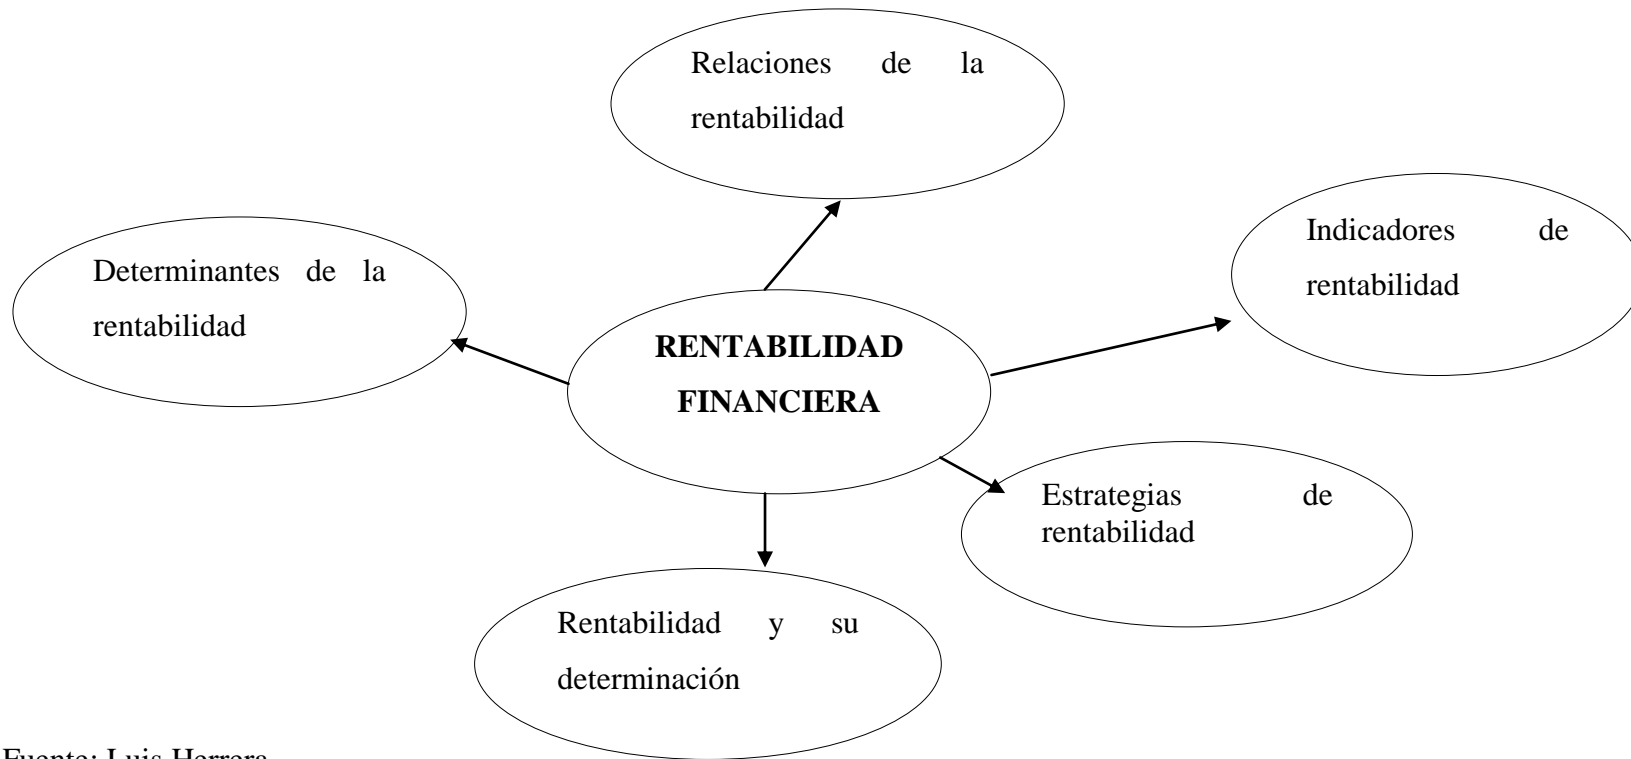 Relaciones de la
rentabilidad
Indicadores de
rentabilidad
Determinantes de la
rentabilidad
RENTABILIDAD
FINANCIERA
Estrategias de
rentabilidad
Rentabilidad y su
determinación
Fuente: Luis Herrera